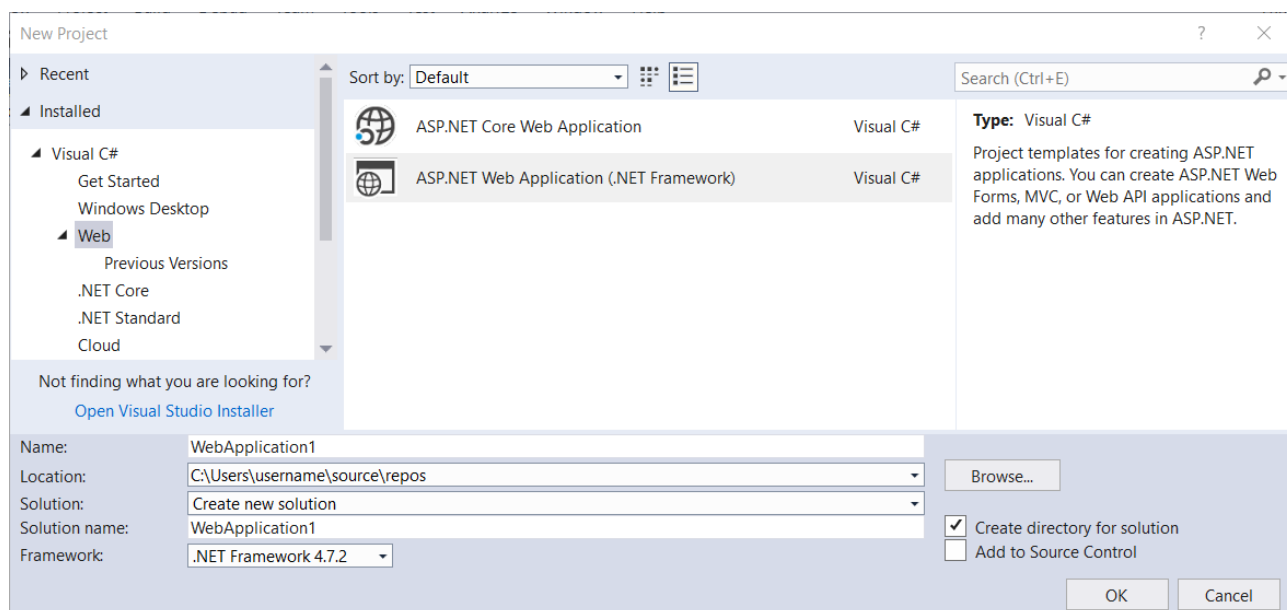 New Project
?
Recent
Installed
Visual C#
Get Started
Windows Desktop
Web
Previous Versions
.NET Core
.NET Standard
Cloud
Not finding what you are looking for?
Open Visual Studio Installer
Sort by: Default
ASP.NET Core Web Application Visual C#
ASP.NET Web Application (.NET Framework) Visual C#
Search (Ctrl+E)
Type: Visual C#
Project templates for creating ASP.NET
applications. You can create ASP.NET Web
Forms, MVC, or Web API applications and
add many other features in ASP.NET.
Name: WebApplication1
Location: C:\Users\username\source\repos
Browse...
Solution: Create new solution
Solution name: WebApplication1
Create directory for solution
Framework: .NET Framework 4.7.2
Add to Source Control
OK
Cancel